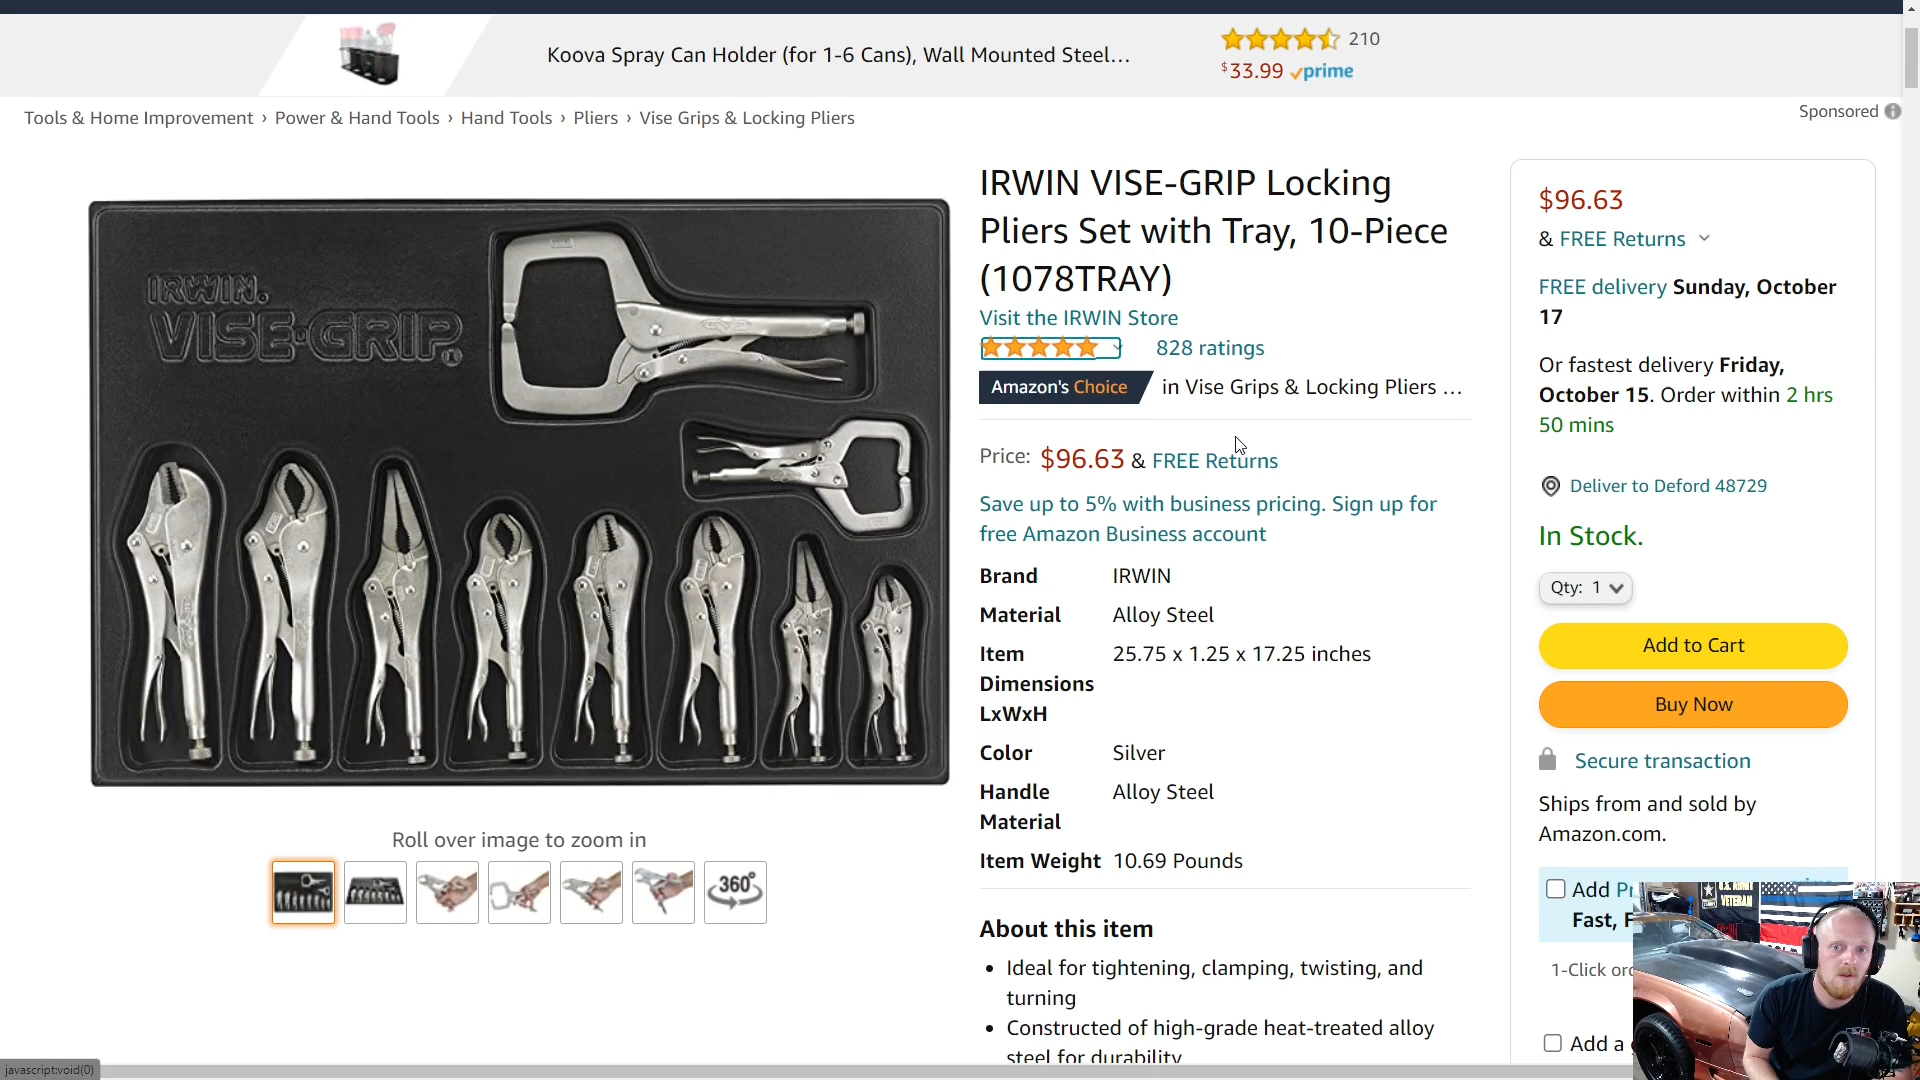 Koova Spray Can Holder (for 1-6 Cans), Wall Mounted Steel...
210
$33.99 prime
Sponsored
Tools & Home Improvement › Power & Hand Tools › Hand Tools › Pliers › Vise Grips & Locking Pliers
IRWIN.
VISE-GRIP®
Roll over image to zoom in
360°
IRWIN VISE-GRIP Locking
Pliers Set with Tray, 10-Piece
(1078TRAY)
Visit the IRWIN Store
828 ratings
Amazon's Choice in Vise Grips & Locking Pliers ...
Price: $96.63 & FREE Returns
Save up to 5% with business pricing. Sign up for
free Amazon Business account
Brand IRWIN
Material Alloy Steel
Item 25.75 x 1.25 x 17.25 inches
Dimensions
LxWxH
Color Silver
Handle Alloy Steel
Material
Item Weight 10.69 Pounds
About this item
• Ideal for tightening, clamping, twisting, and
turning
• Constructed of high-grade heat-treated alloy
steel for durability
$96.63
& FREE Returns
FREE delivery Sunday, October
17
Or fastest delivery Friday,
October 15. Order within 2 hrs
50 mins
Deliver to Deford 48729
In Stock.
Qty: 1
Add to Cart
Buy Now
Secure transaction
Ships from and sold by
Amazon.com.
Add Pr
Fast, F
1-Click ord
Add a g
U.S. ARMY
VETERAN
javascript:void(0)